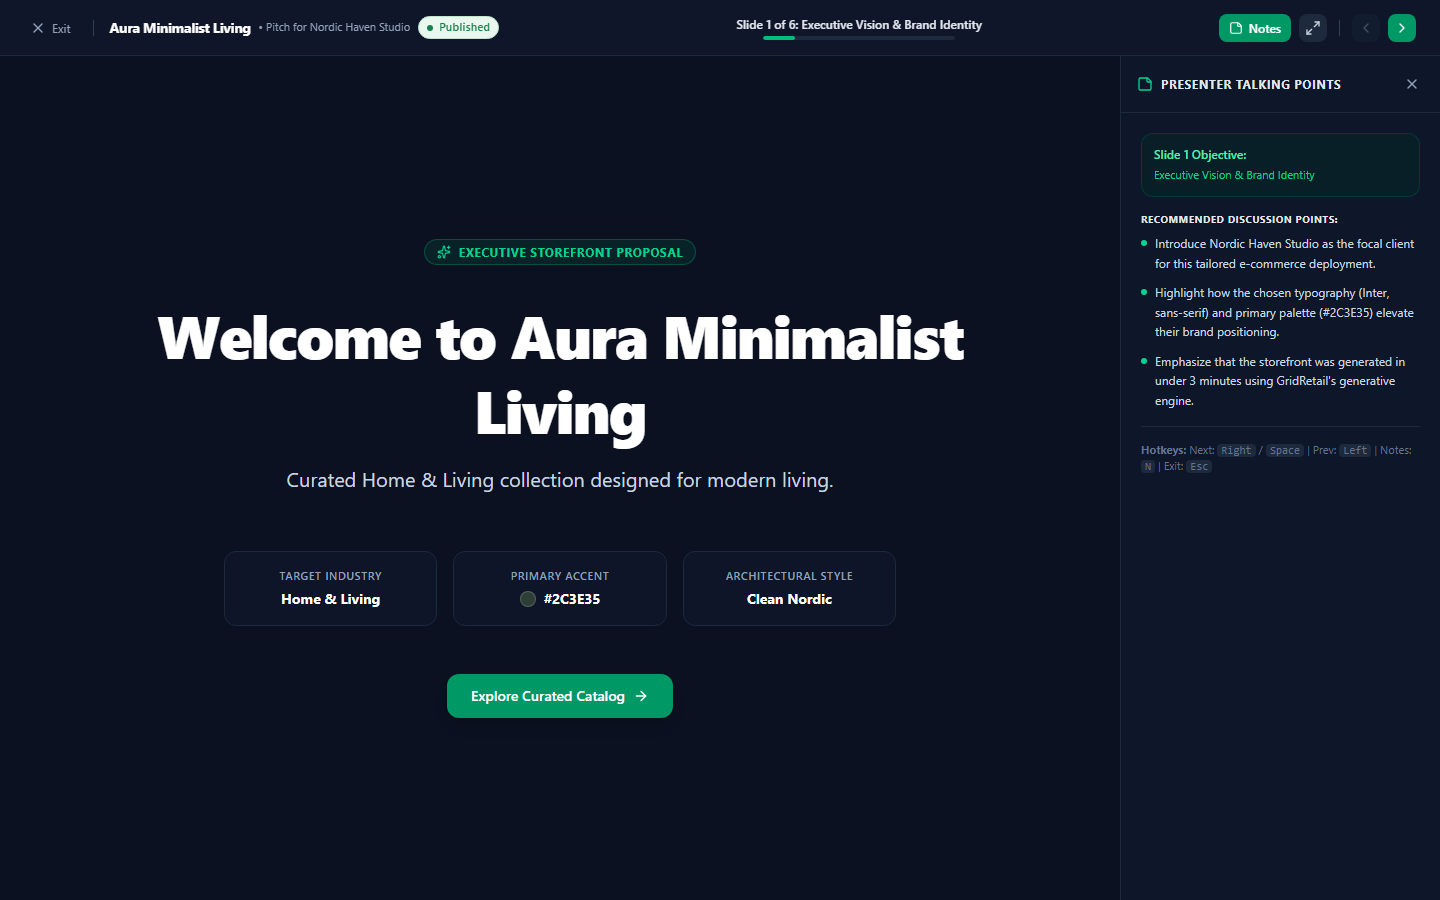 Exit
Aura Minimalist Living • Pitch for Nordic Haven Studio
Published
Slide 1 of 6: Executive Vision & Brand Identity
Notes
EXECUTIVE STOREFRONT PROPOSAL
Welcome to Aura Minimalist
Living
Curated Home & Living collection designed for modern living.
TARGET INDUSTRY
Home & Living
PRIMARY ACCENT
#2C3E35
ARCHITECTURAL STYLE
Clean Nordic
Explore Curated Catalog
PRESENTER TALKING POINTS
Slide 1 Objective:
Executive Vision & Brand Identity
RECOMMENDED DISCUSSION POINTS:
Introduce Nordic Haven Studio as the focal client
for this tailored e-commerce deployment.
Highlight how the chosen typography (Inter,
sans-serif) and primary palette (#2C3E35) elevate
their brand positioning.
Emphasize that the storefront was generated in
under 3 minutes using GridRetail's generative
engine.
Hotkeys: Next: Right / Space | Prev: Left | Notes:
N | Exit: Esc